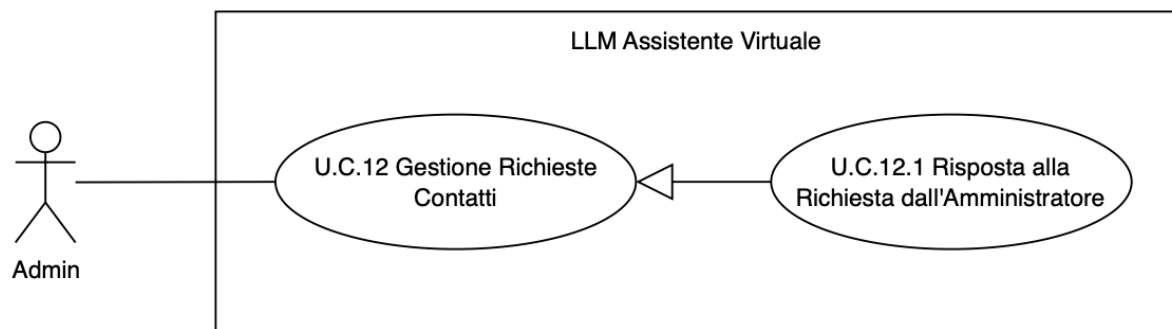 LLM Assistente Virtuale
U.C.12 Gestione Richieste
Contatti
U.C.12.1 Risposta alla
Richiesta dall'Amministratore
Admin